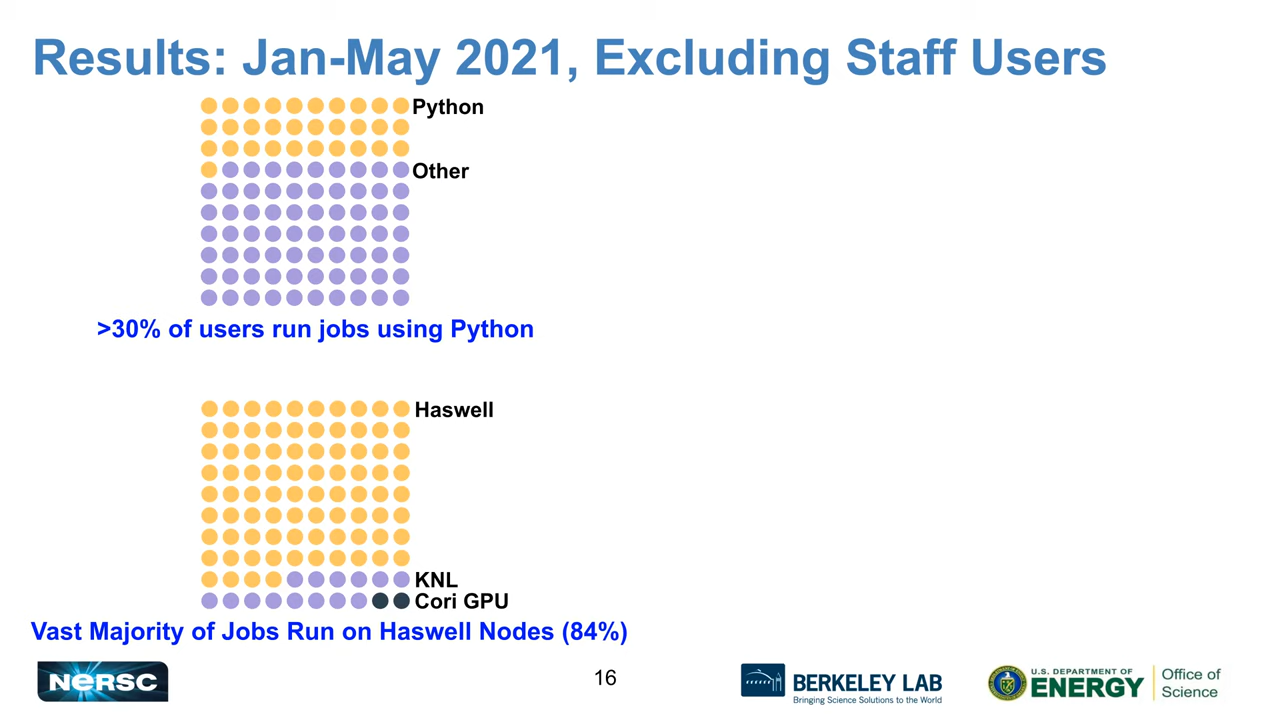 Results: Jan-May 2021, Excluding Staff Users
Python
Other
>30% of users run jobs using Python
Haswell
KNL
Cori GPU
Vast Majority of Jobs Run on Haswell Nodes (84%)
NERSC
16
BERKELEY LAB
Bringing Science Solutions to the World
U.S. DEPARTMENT OF
ENERGY
Office of
Science